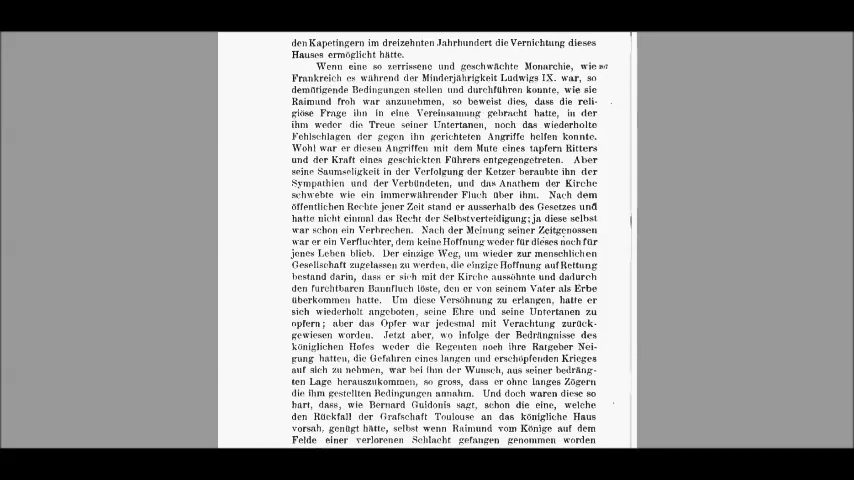 den Kapetingern im dreizehnten Jahrhundert die Vernichtung dieses
Hauses ermöglicht hätte.
Wenn eine so zerrissene und geschwächte Monarchie, wie
Frankreich es während der Minderjährigkeit Ludwigs IX. war, so
demütigende Bedingungen stellen und durchführen konnte, wie sie
Raimund froh war anzunehmen, so beweist dies, dass die reli-
giöse Frage ihn in eine Vereinsamung gebracht hatte, in der
ihm weder die Treue seiner Untertanen, noch das wiederholte
Fehlschlagen der gegen ihn gerichteten Angriffe helfen konnte.
Wohl war er diesen Angriffen mit dem Mute eines tapfern Ritters
und der Kraft eines geschickten Führers entgegengetreten. Aber
seine Saumseligkeit in der Verfolgung der Ketzer beraubte ihn der
Sympathien und der Verbündeten, und das Anathem der Kirche
schwebte wie ein immerwährender Fluch über ihm. Nach dem
öffentlichen Rechte jener Zeit stand er ausserhalb des Gesetzes und
hatte nicht einmal das Recht der Selbstverteidigung; ja diese selbst
war schon ein Verbrechen. Nach der Meinung seiner Zeitgenossen
war er ein Verfluchter, dem keine Hoffnung weder für dieses noch für
jenes Leben blieb. Der einzige Weg, um wieder zur menschlichen
Gesellschaft zugelassen zu werden, die einzige Hoffnung auf Rettung
bestand darin, dass er sich mit der Kirche aussöhnte und dadurch
den furchtbaren Bannfluch löste, den er von seinem Vater als Erbe
überkommen hatte. Um diese Versöhnung zu erlangen, hatte er
sich wiederholt angeboten, seine Ehre und seine Untertanen zu
opfern; aber das Opfer war jedesmal mit Verachtung zurück-
gewiesen worden. Jetzt aber, wo infolge der Bedrängnisse des
königlichen Hofes weder die Regenten noch ihre Ratgeber Nei-
gung hatten, die Gefahren eines langen und erschöpfenden Krieges
auf sich zu nehmen, war bei ihm der Wunsch, aus seiner bedräng-
ten Lage herauszukommen, so gross, dass er ohne langes Zögern
die ihm gestellten Bedingungen annahm. Und doch waren diese so
hart, dass, wie Bernard Guidonis sagt, schon die eine, welche
den Rückfall der Grafschaft Toulouse an das königliche Haus
vorsah, genügt hätte, selbst wenn Raimund vom Könige auf dem
Felde einer verlorenen Schlacht gefangen genommen worden